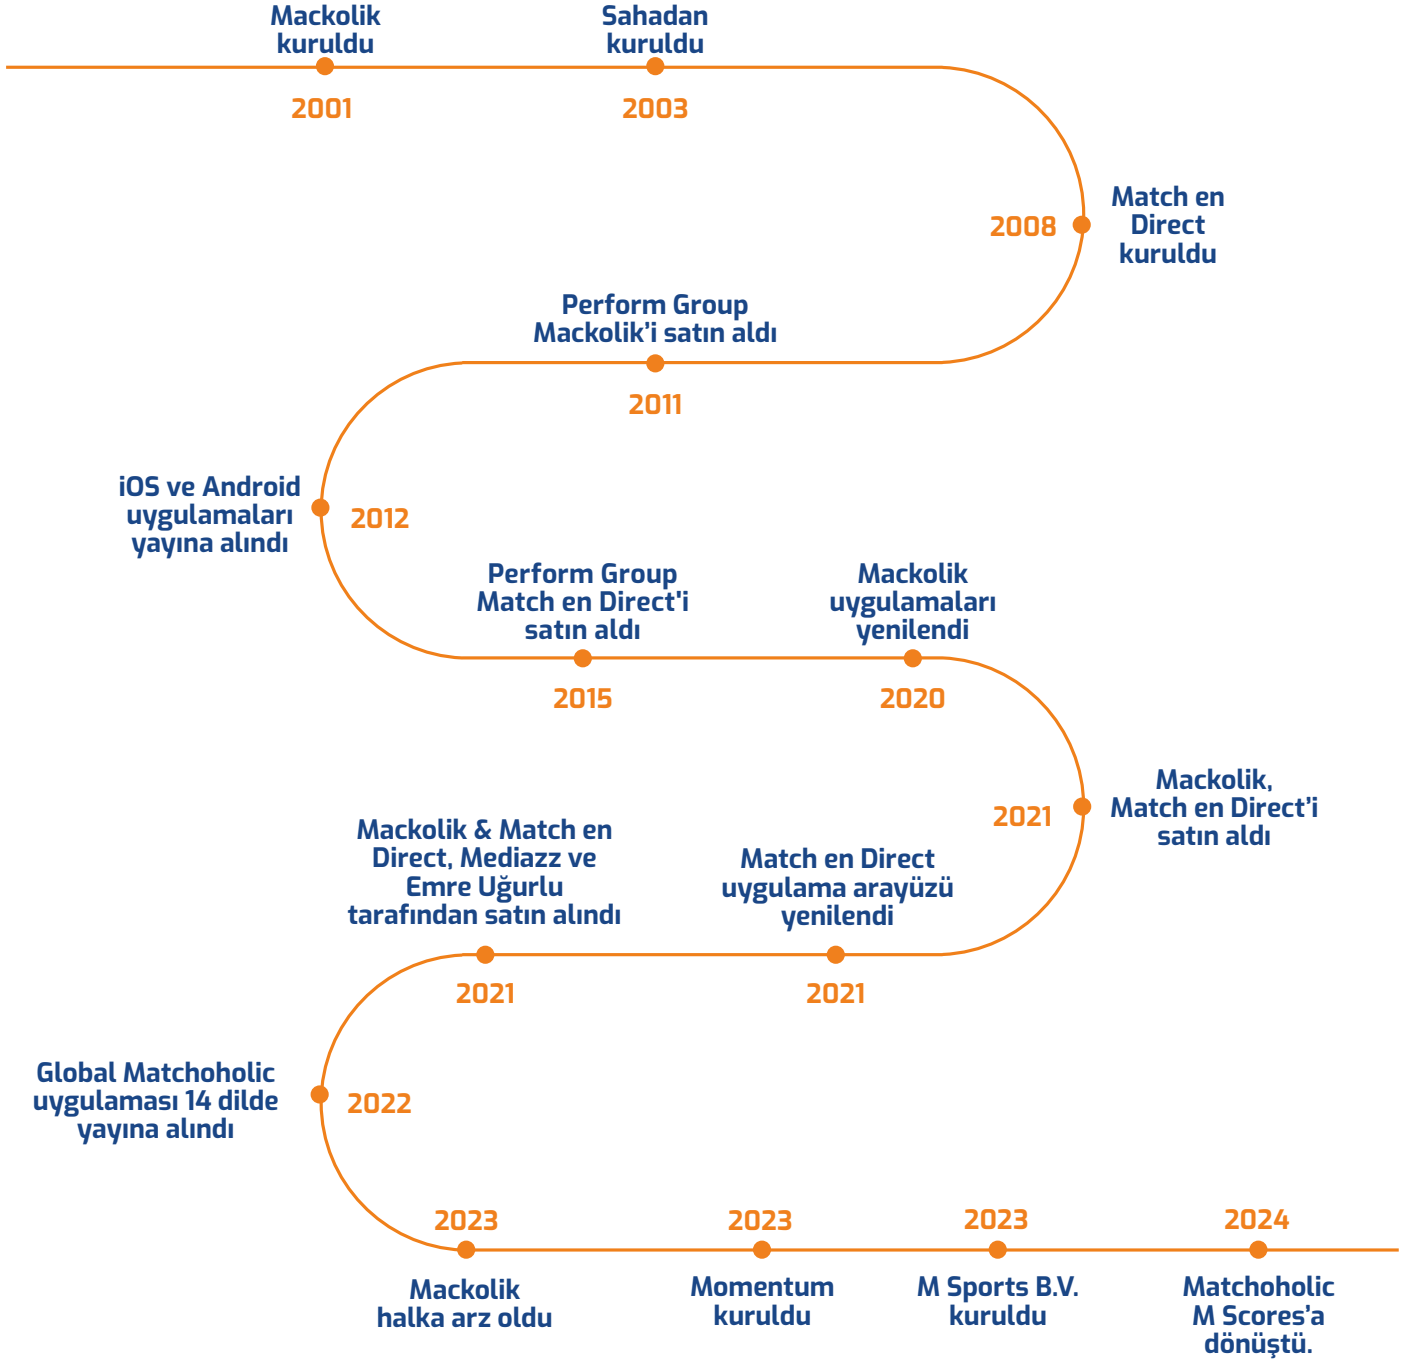 Mackolik
kuruldu
2001
Sahadan
kuruldu
2003
Match en
Direct
kuruldu
2008
Perform Group
Mackolik’i satın aldı
2011
iOS ve Android
uygulamaları
yayına alındı
2012
Perform Group
Match en Direct'i
satın aldı
2015
Mackolik
uygulamaları
yenilendi
2020
Mackolik,
Match en Direct’i
satın aldı
2021
Match en Direct
uygulama arayüzü
yenilendi
2021
Mackolik & Match en
Direct, Mediazz ve
Emre Uğurlu
tarafından satın alındı
2021
Global Matchoholic
uygulaması 14 dilde
yayına alındı
2022
2023
Mackolik
halka arz oldu
2023
Momentum
kuruldu
2023
M Sports B.V.
kuruldu
2024
Matchoholic
M Scores’a
dönüştü.